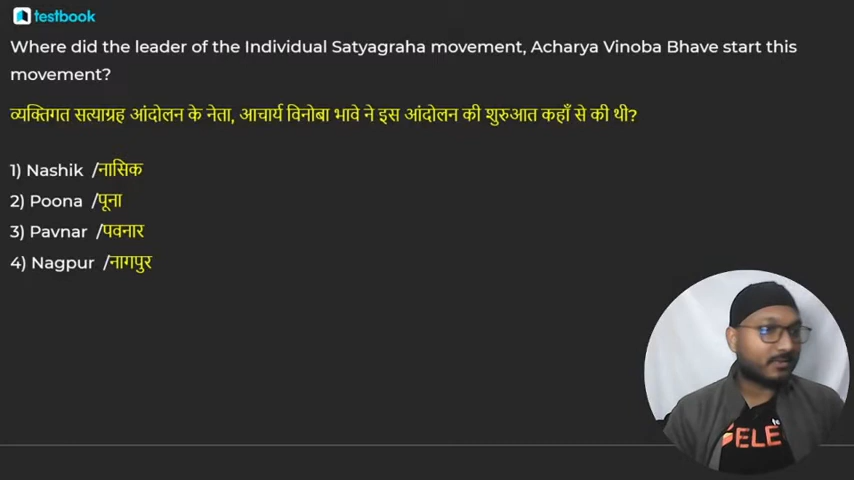 testbook
Where did the leader of the Individual Satyagraha movement, Acharya Vinoba Bhave start this
movement?
व्यक्तिगत सत्याग्रह आंदोलन के नेता, आचार्य विनोबा भावे ने इस आंदोलन की शुरुआत कहाँ से की थी?
1) Nashik /नासिक
2) Poona /पूना
3) Pavnar /पवनार
4) Nagpur /नागपुर